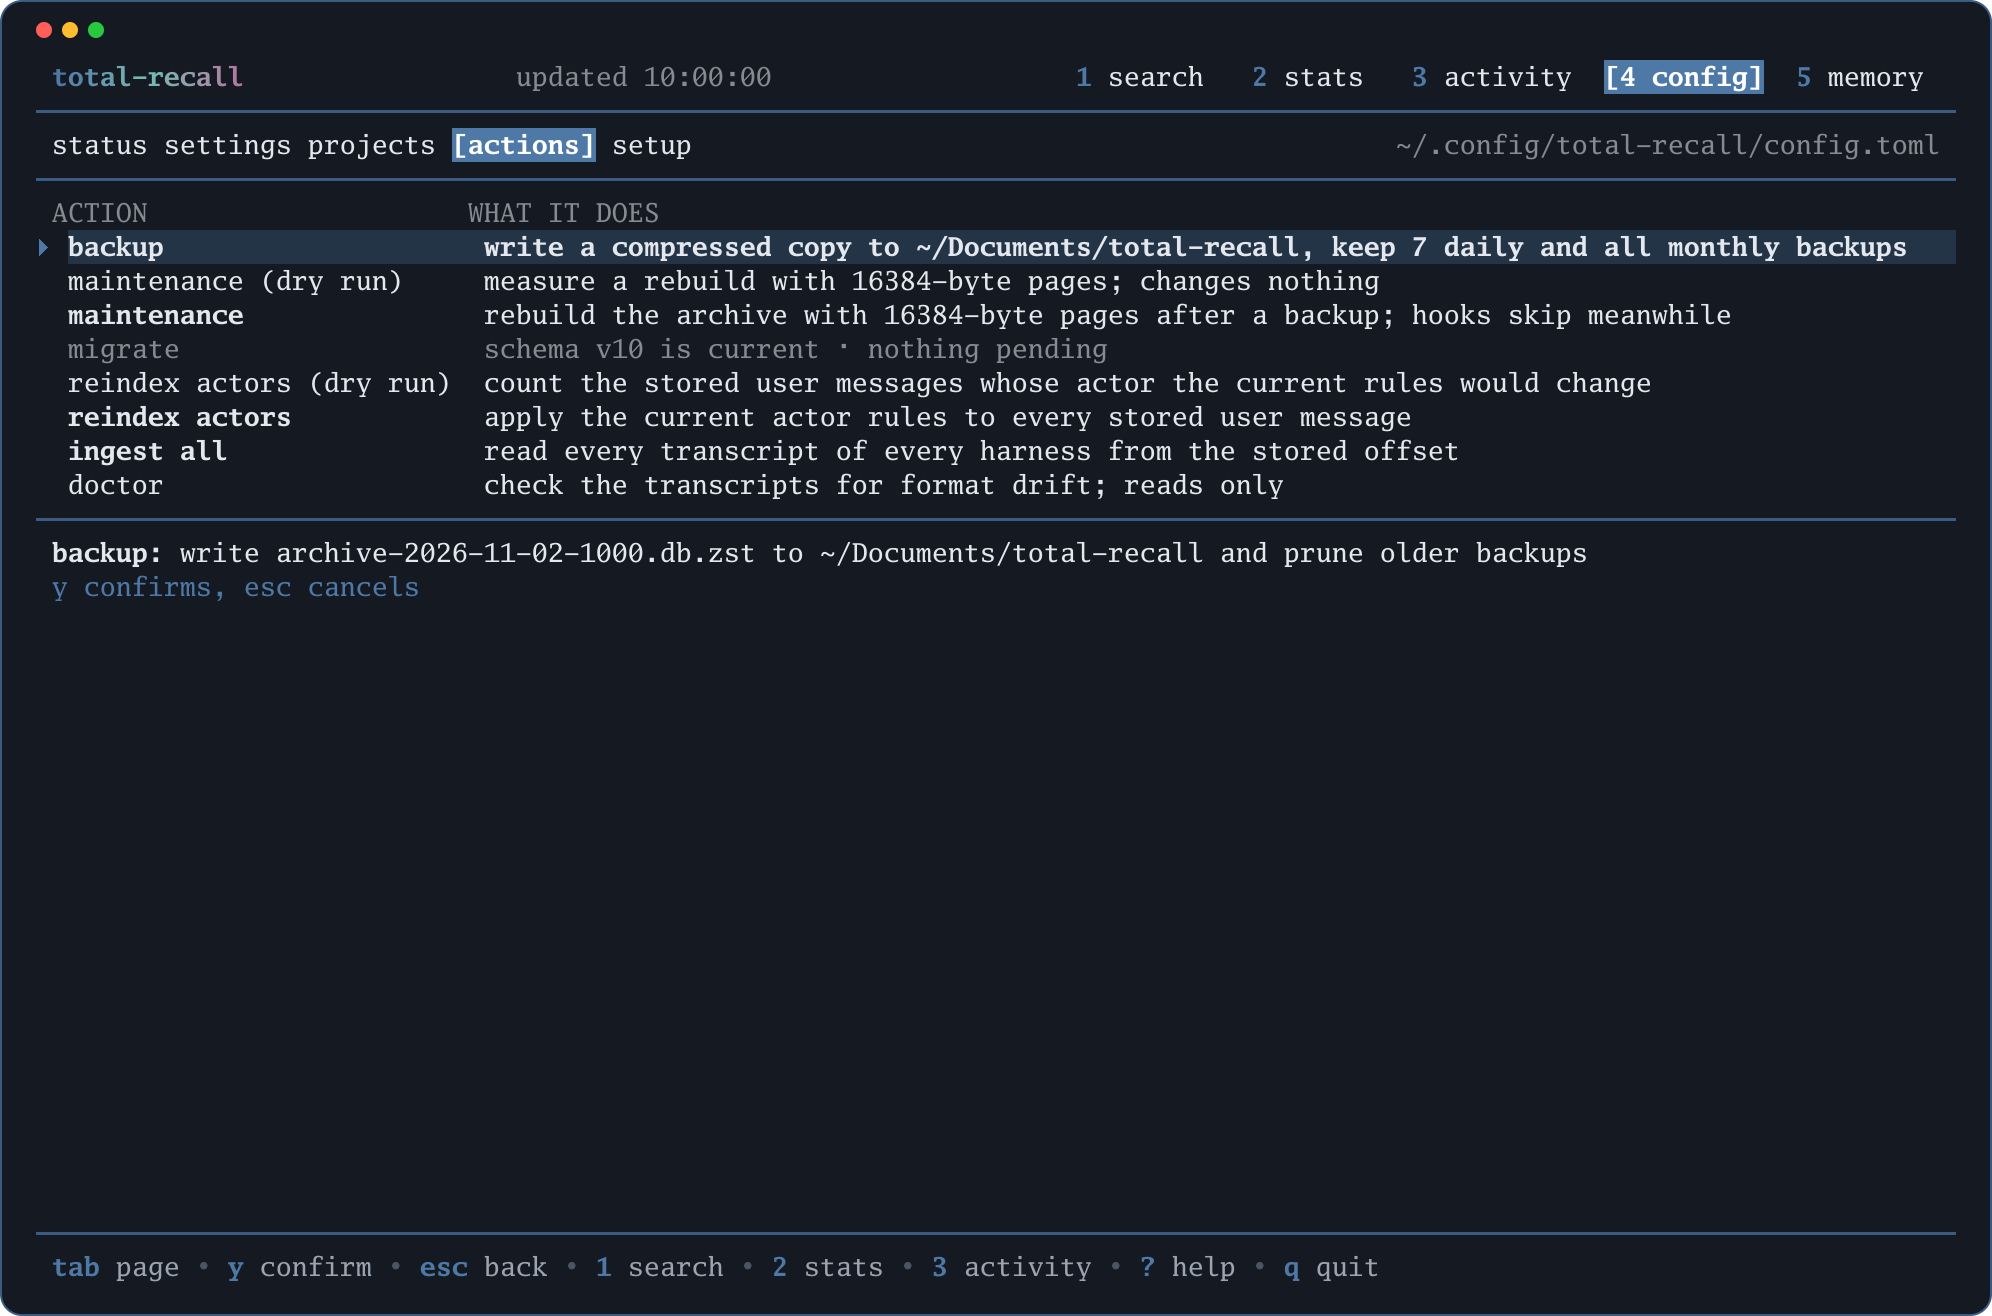 total-recall updated 10:00:00 1 search 2 stats 3 activity [4 config] 5 memory
status settings projects [actions] setup ~/.config/total-recall/config.toml
ACTION WHAT IT DOES
backup write a compressed copy to ~/Documents/total-recall, keep 7 daily and all monthly backups
maintenance (dry run) measure a rebuild with 16384-byte pages; changes nothing
maintenance rebuild the archive with 16384-byte pages after a backup; hooks skip meanwhile
migrate schema v10 is current · nothing pending
reindex actors (dry run) count the stored user messages whose actor the current rules would change
reindex actors apply the current actor rules to every stored user message
ingest all read every transcript of every harness from the stored offset
doctor check the transcripts for format drift; reads only
backup: write archive-2026-11-02-1000.db.zst to ~/Documents/total-recall and prune older backups
y confirms, esc cancels
tab page • y confirm • esc back • 1 search • 2 stats • 3 activity • ? help • q quit